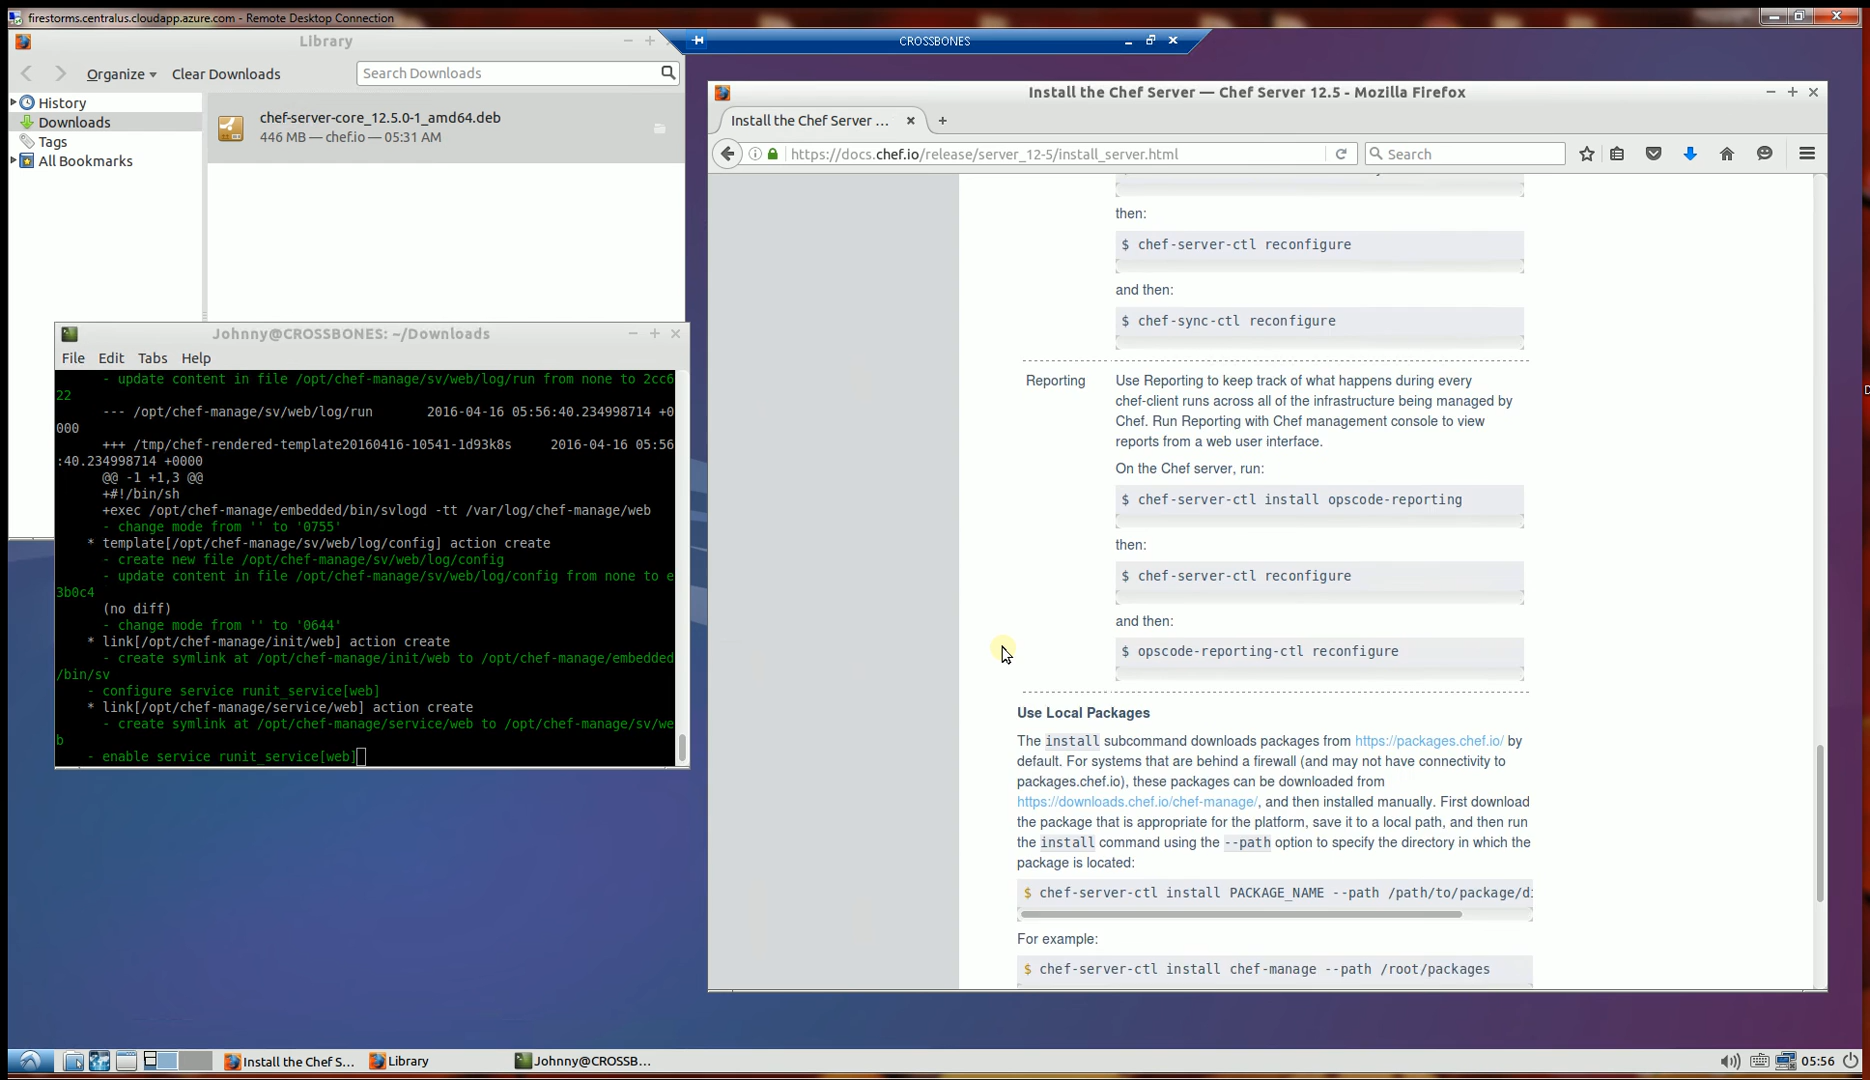 firestorms.centralus.cloudapp.azure.com - Remote Desktop Connection
CROSSBONES
Library
Organize
Clear Downloads
Search Downloads
History
Downloads
Tags
All Bookmarks
chef-server-core_12.5.0-1_amd64.deb
446 MB — chef.io — 05:31 AM
Johnny@CROSSBONES: ~/Downloads
File Edit Tabs Help
- update content in file /opt/chef-manage/sv/web/log/run from none to 2cc6
22
--- /opt/chef-manage/sv/web/log/run 2016-04-16 05:56:40.234998714 +0
000
+++ /tmp/chef-rendered-template20160416-10541-1d93k8s 2016-04-16 05:56
:40.234998714 +0000
@@ -1 +1,3 @@
+#!/bin/sh
+exec /opt/chef-manage/embedded/bin/svlogd -tt /var/log/chef-manage/web
- change mode from '' to '0755'
* template[/opt/chef-manage/sv/web/log/config] action create
- create new file /opt/chef-manage/sv/web/log/config
- update content in file /opt/chef-manage/sv/web/log/config from none to e
3b0c4
(no diff)
- change mode from '' to '0644'
* link[/opt/chef-manage/init/web] action create
- create symlink at /opt/chef-manage/init/web to /opt/chef-manage/embedded
/bin/sv
- configure service runit_service[web]
* link[/opt/chef-manage/service/web] action create
- create symlink at /opt/chef-manage/service/web to /opt/chef-manage/sv/we
b
- enable service runit_service[web]
Install the Chef Server — Chef Server 12.5 - Mozilla Firefox
Install the Chef Server ...
https://docs.chef.io/release/server_12-5/install_server.html
Search
then:
$ chef-server-ctl reconfigure
and then:
$ chef-sync-ctl reconfigure
Reporting
Use Reporting to keep track of what happens during every
chef-client runs across all of the infrastructure being managed by
Chef. Run Reporting with Chef management console to view
reports from a web user interface.
On the Chef server, run:
$ chef-server-ctl install opscode-reporting
then:
$ chef-server-ctl reconfigure
and then:
$ opscode-reporting-ctl reconfigure
Use Local Packages
The install subcommand downloads packages from https://packages.chef.io/ by
default. For systems that are behind a firewall (and may not have connectivity to
packages.chef.io), these packages can be downloaded from
https://downloads.chef.io/chef-manage/, and then installed manually. First download
the package that is appropriate for the platform, save it to a local path, and then run
the install command using the --path option to specify the directory in which the
package is located:
$ chef-server-ctl install PACKAGE_NAME --path /path/to/package/di
For example:
$ chef-server-ctl install chef-manage --path /root/packages
Install the Chef S...
Library
Johnny@CROSSB...
05:56